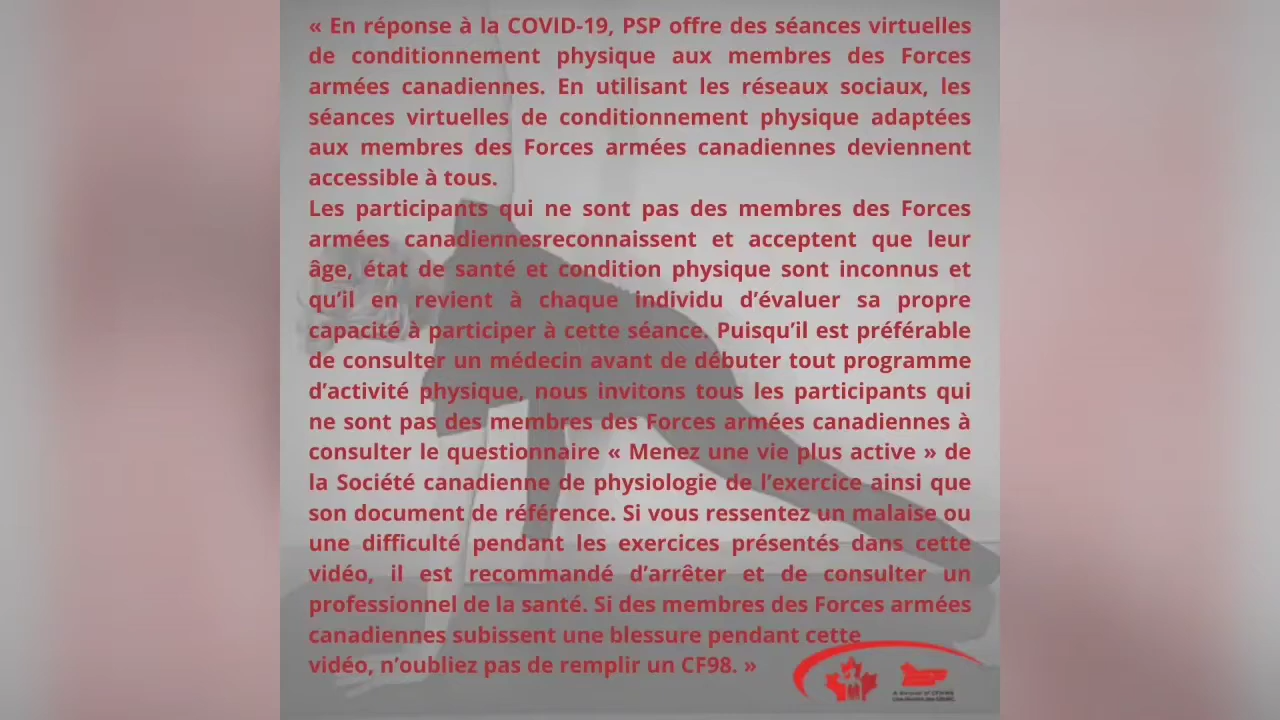 « En réponse à la COVID-19, PSP offre des séances virtuelles
de conditionnement physique aux membres des Forces
armées canadiennes. En utilisant les réseaux sociaux, les
séances virtuelles de conditionnement physique adaptées
aux membres des Forces armées canadiennes deviennent
accessible à tous.
Les participants qui ne sont pas des membres des Forces
armées canadiennesreconnaissent et acceptent que leur
âge, état de santé et condition physique sont inconnus et
qu’il en revient à chaque individu d’évaluer sa propre
capacité à participer à cette séance. Puisqu’il est préférable
de consulter un médecin avant de débuter tout programme
d’activité physique, nous invitons tous les participants qui
ne sont pas des membres des Forces armées canadiennes à
consulter le questionnaire « Menez une vie plus active » de
la Société canadienne de physiologie de l’exercice ainsi que
son document de référence. Si vous ressentez un malaise ou
une difficulté pendant les exercices présentés dans cette
vidéo, il est recommandé d’arrêter et de consulter un
professionnel de la santé. Si des membres des Forces armées
canadiennes subissent une blessure pendant cette
vidéo, n’oubliez pas de remplir un CF98. »